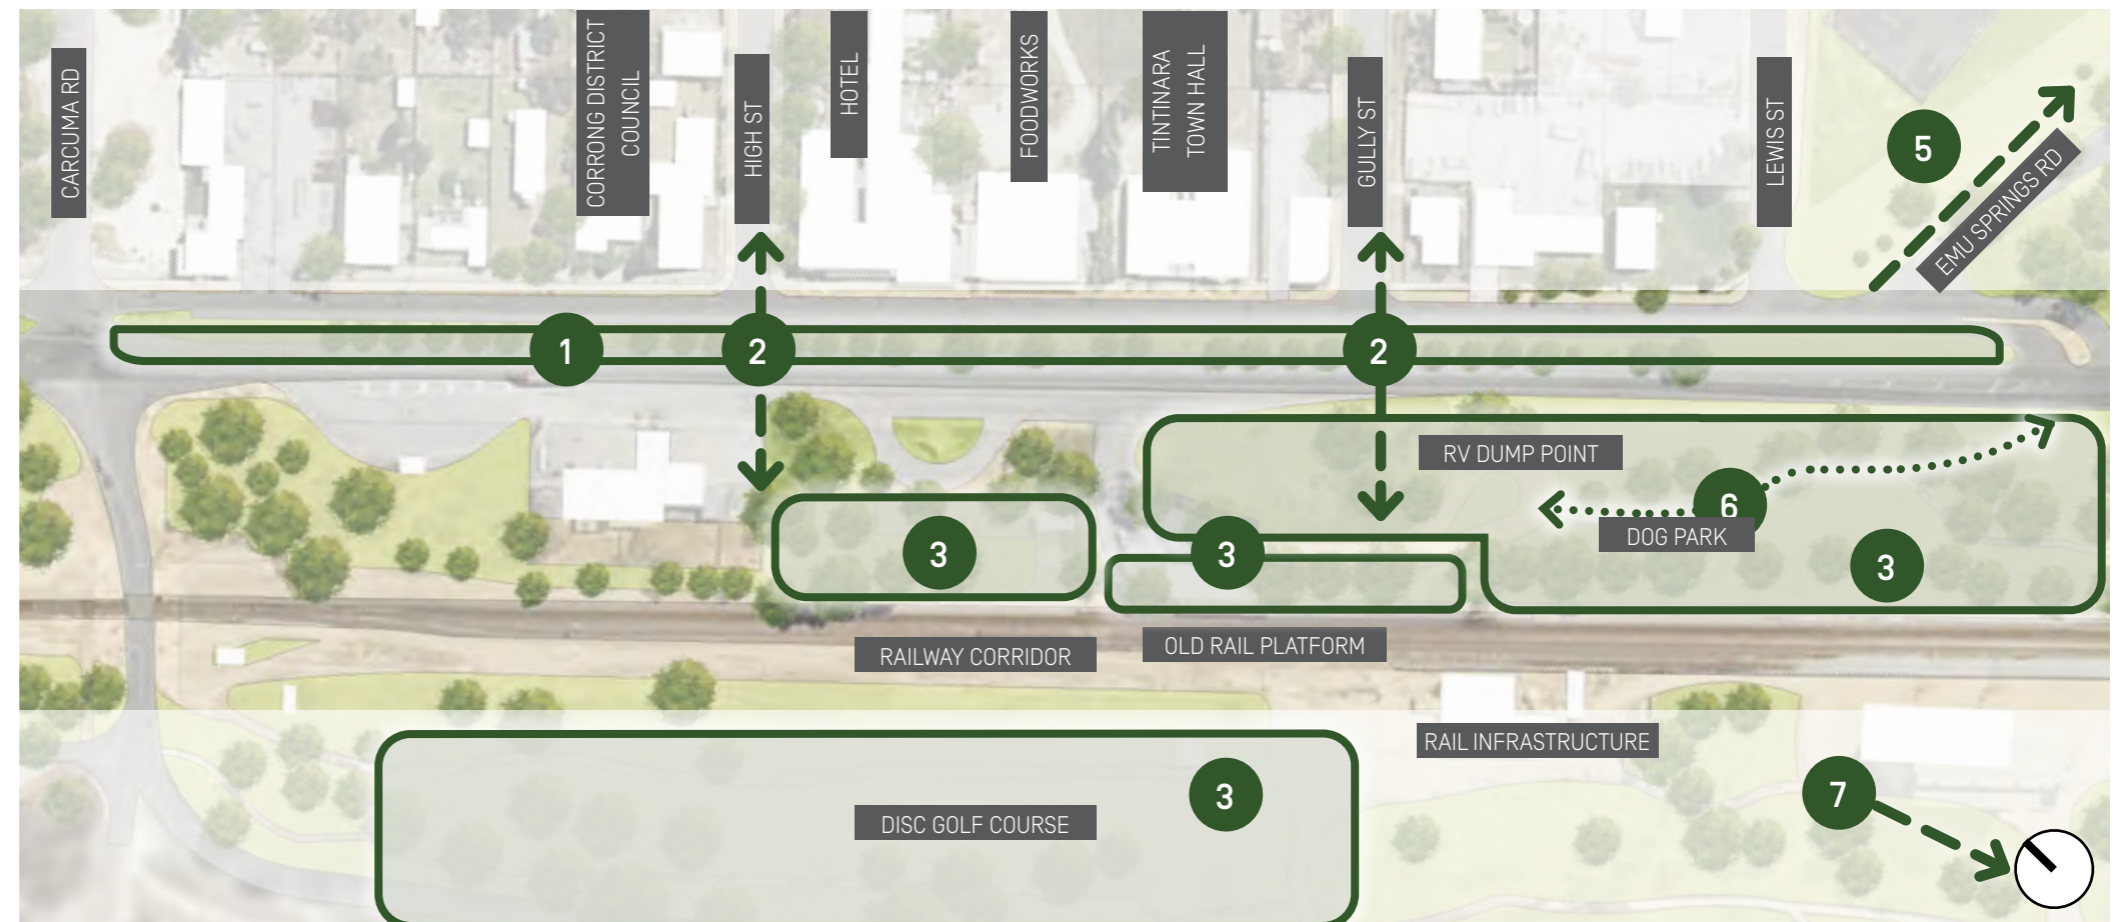 CARCUMA RD
CORRONG DISTRICT
COUNCIL
HIGH ST
HOTEL
FOODWORKS
TINTINARA
TOWN HALL
GULLY ST
LEWIS ST
5
EMU SPRINGS RD
1
2
2
RV DUMP POINT
6
DOG PARK
3
3
3
RAILWAY CORRIDOR
OLD RAIL PLATFORM
RAIL INFRASTRUCTURE
3
7
DISC GOLF COURSE